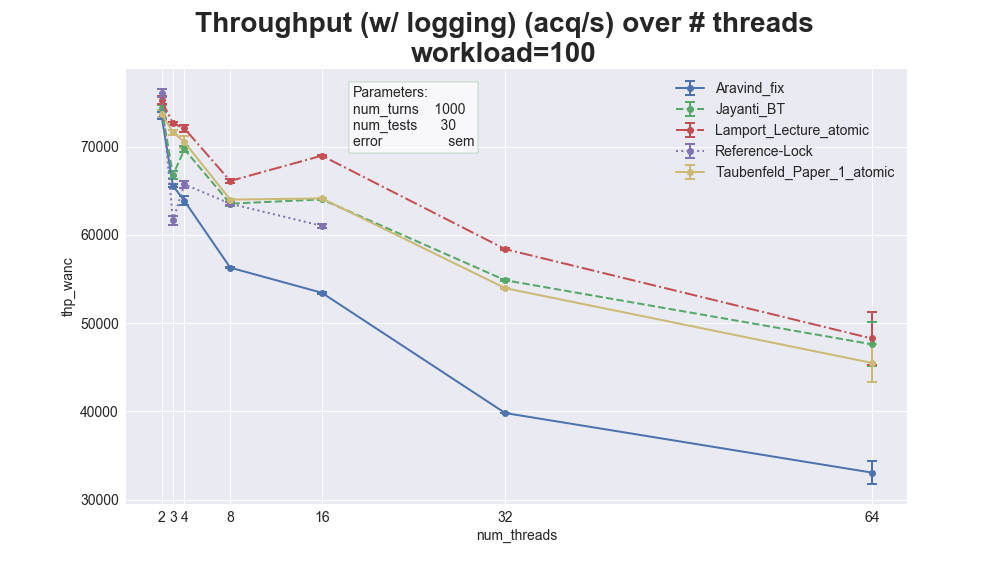 Throughput (w/ logging) (acq/s) over # threads
workload=100
Parameters:
num_turns 1000
num_tests 30
error sem
Aravind_fix
Jayanti_BT
Lamport_Lecture_atomic
Reference-Lock
Taubenfeld_Paper_1_atomic
thp_wanc
70000
60000
50000
40000
30000
2 3 4 8 16 32 64
num_threads